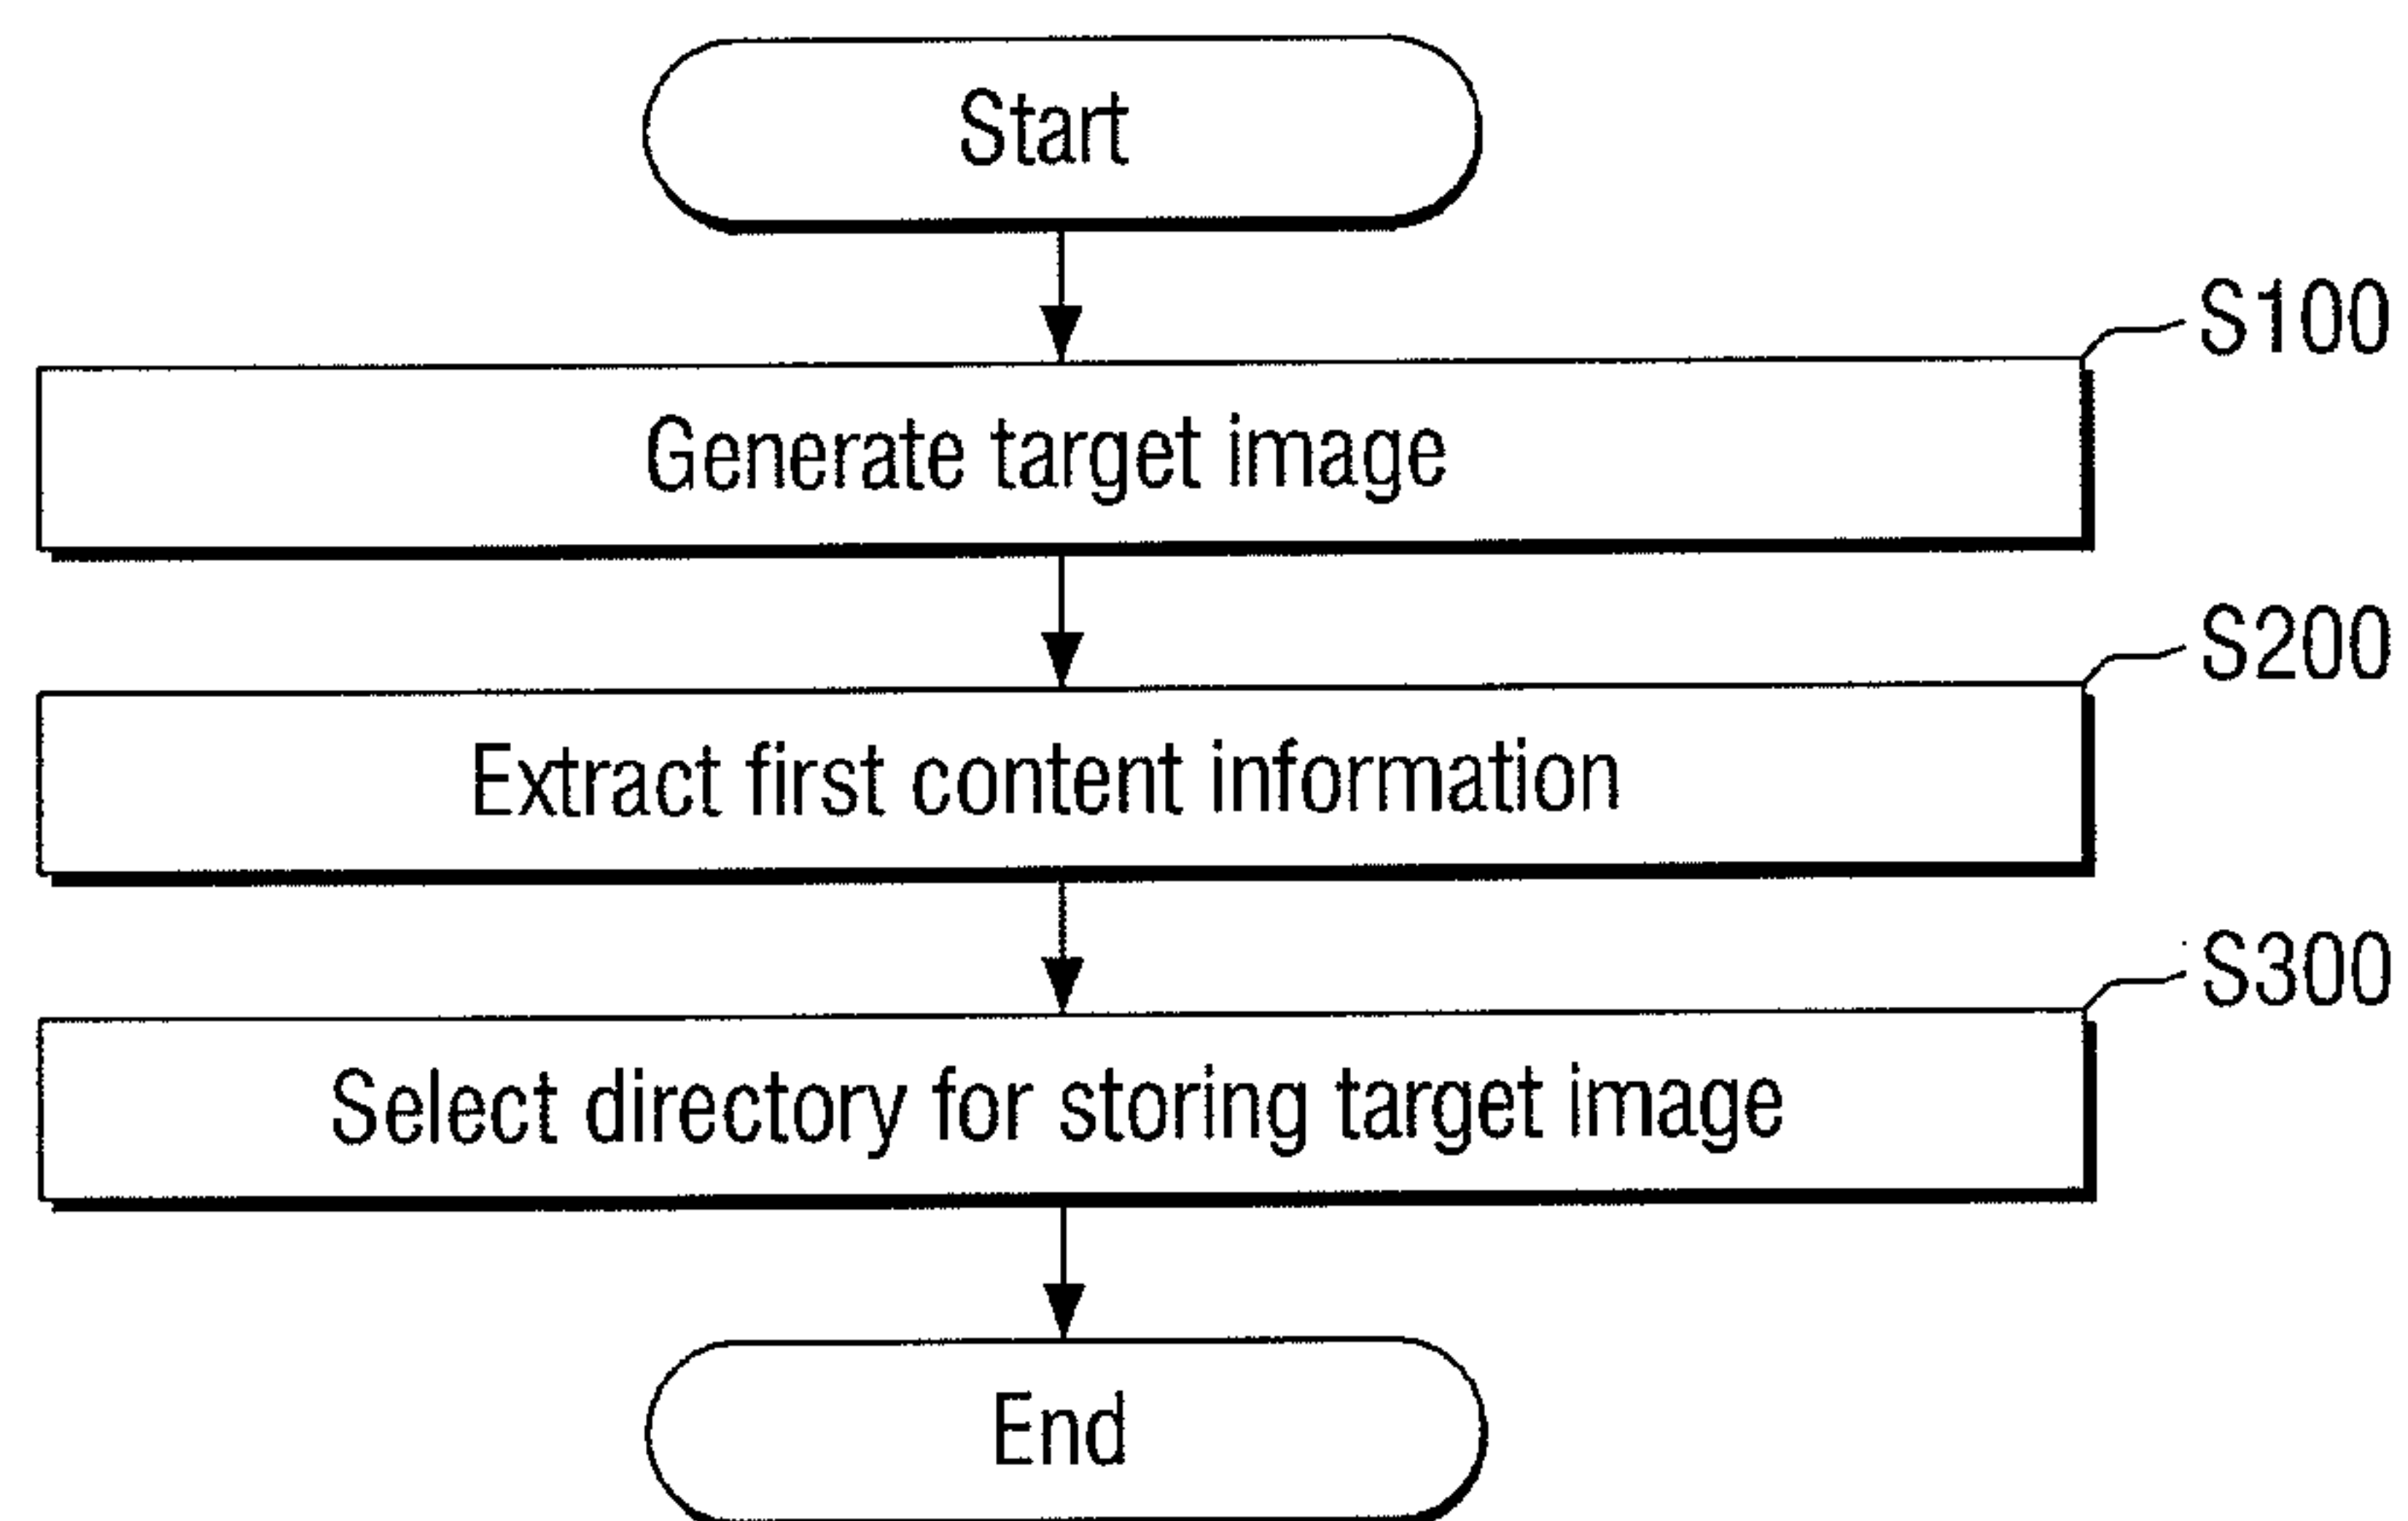 Start
S100
Generate target image
S200
Extract first content information
S300
Select directory for storing target image
End